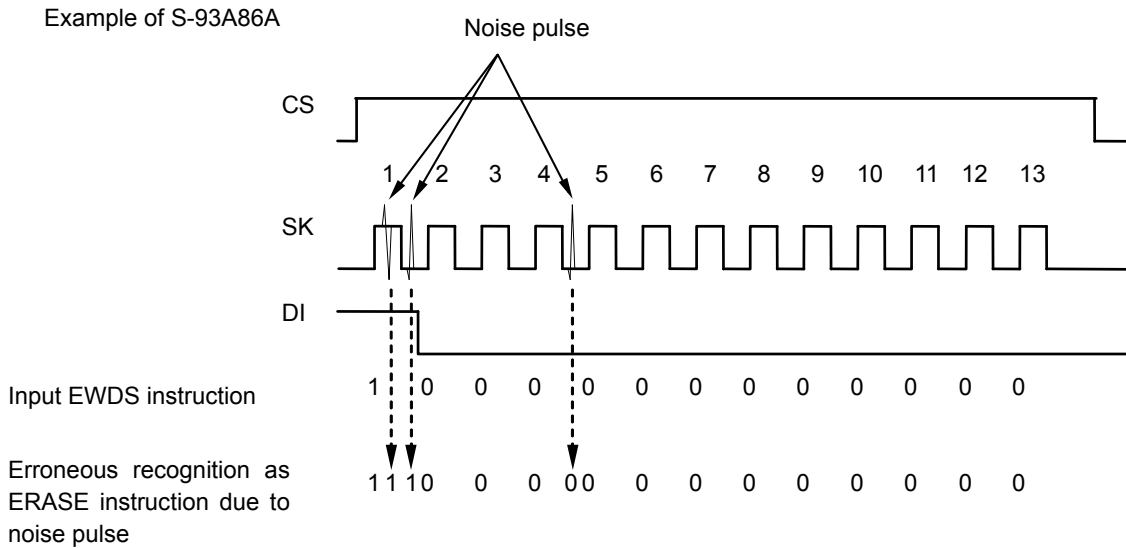 Example of S-93A86A
Noise pulse
CS
1 2 3 4 5 6 7 8 9 10 11 12 13
SK
DI
Input EWDS instruction 1 0 0 0 0 0 0 0 0 0 0 0 0
Erroneous recognition as
ERASE instruction due to
noise pulse
1 1 1 0 0 0 0 0 0 0 0 0 0 0 0 0